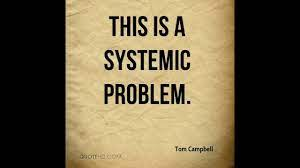 THIS IS A
SYSTEMIC
PROBLEM.
Tom Campbell